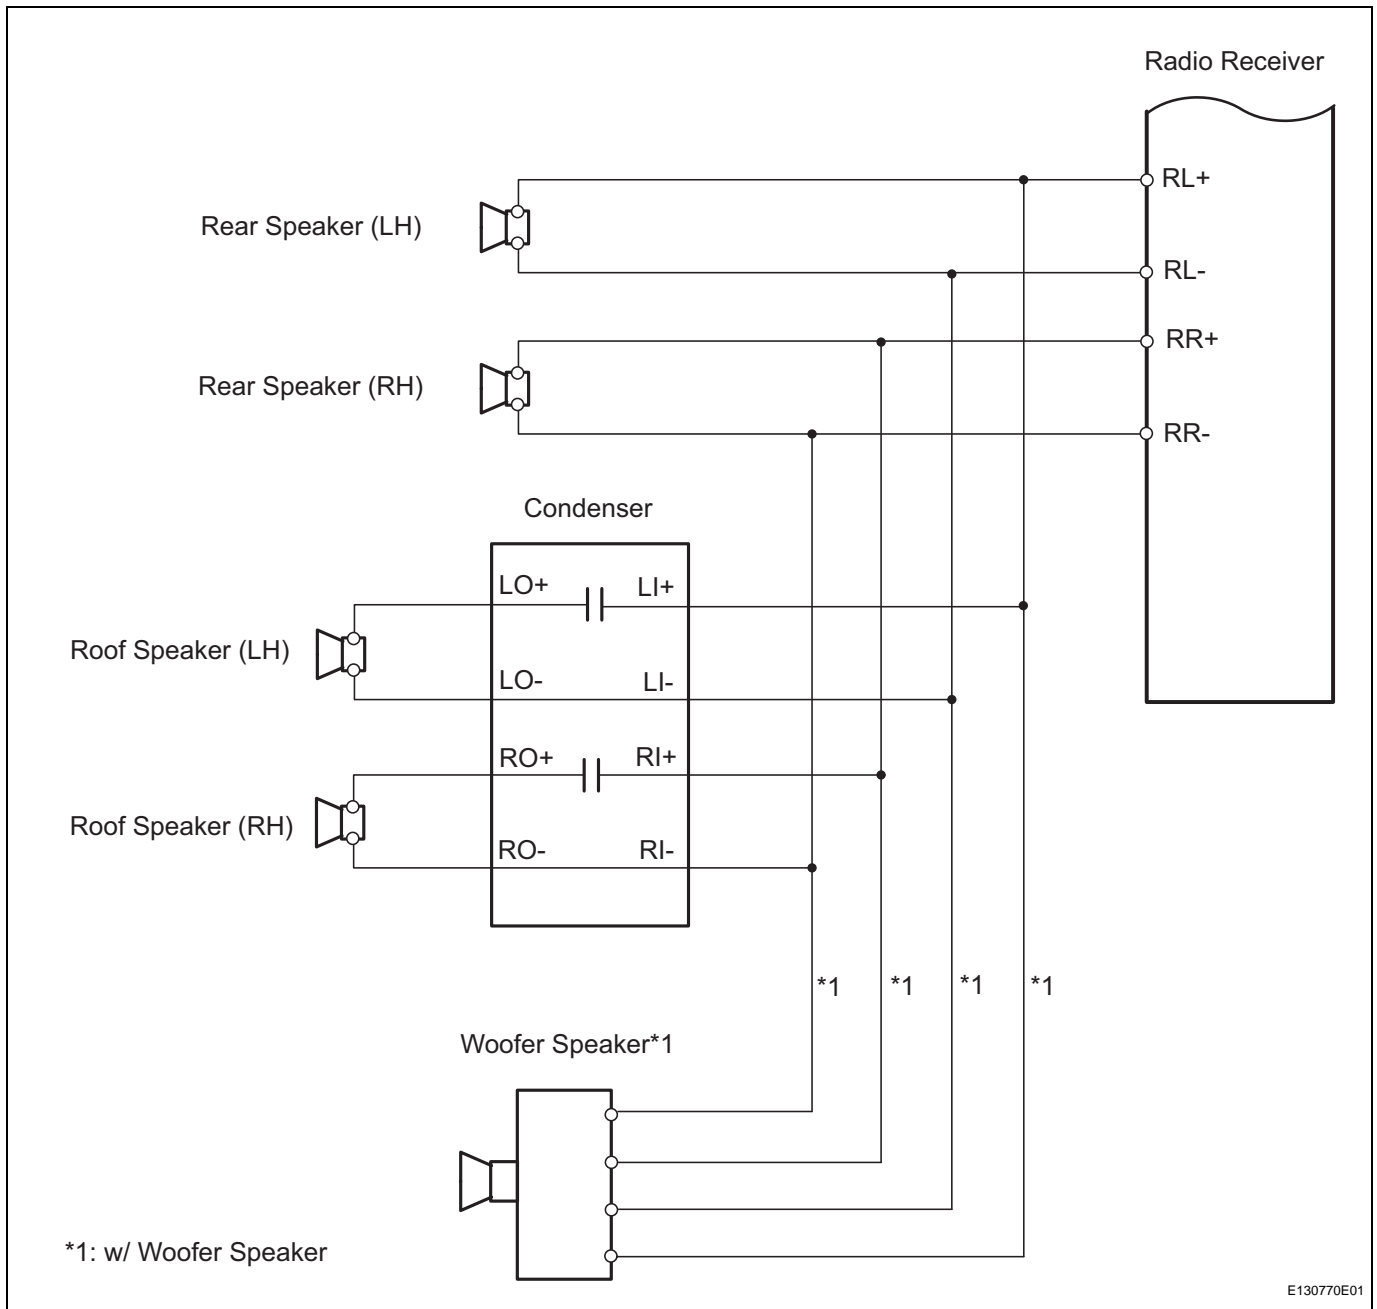 Radio Receiver
RL+
Rear Speaker (LH)
RL-
RR+
Rear Speaker (RH)
RR-
Condenser
LO+ LI+
Roof Speaker (LH)
LO- LI-
RO+ RI+
Roof Speaker (RH)
RO- RI-
*1 *1 *1 *1
Woofer Speaker*1
*1: w/ Woofer Speaker
E130770E01